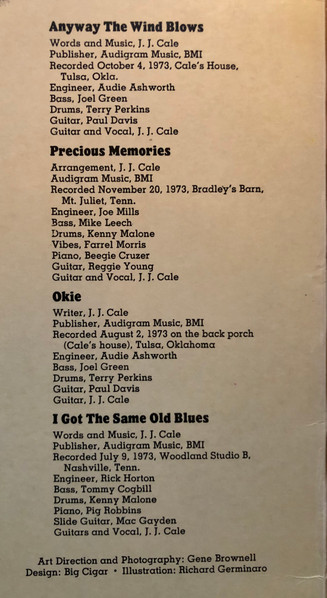 Anyway The Wind Blows
Words and Music, J. J. Cale
Publisher, Audigram Music, BMI
Recorded October 4, 1973, Cale's House,
Tulsa, Okla.
Engineer, Audie Ashworth
Bass, Joel Green
Drums, Terry Perkins
Guitar, Paul Davis
Guitar and Vocal, J. J. Cale
Precious Memories
Arrangement, J. J. Cale
Audigram Music, BMI
Recorded November 20, 1973, Bradley's Barn,
Mt. Juliet, Tenn.
Engineer, Joe Mills
Bass, Mike Leech
Drums, Kenny Malone
Vibes, Farrel Morris
Piano, Beegie Cruzer
Guitar, Reggie Young
Guitar and Vocal, J. J. Cale
Okie
Writer, J. J. Cale
Publisher, Audigram Music, BMI
Recorded August 2, 1973 on the back porch
(Cale's house), Tulsa, Oklahoma
Engineer, Audie Ashworth
Bass, Joel Green
Drums, Terry Perkins
Guitar, Paul Davis
Guitar, J. J. Cale
I Got The Same Old Blues
Words and Music, J. J. Cale
Publisher, Audigram Music, BMI
Recorded July 9, 1973, Woodland Studio B,
Nashville, Tenn.
Engineer, Rick Horton
Bass, Tommy Cogbill
Drums, Kenny Malone
Piano, Pig Robbins
Slide Guitar, Mac Gayden
Guitars and Vocal, J. J. Cale
Art Direction and Photography: Gene Brownell
Design: Big Cigar • Illustration: Richard Germinaro